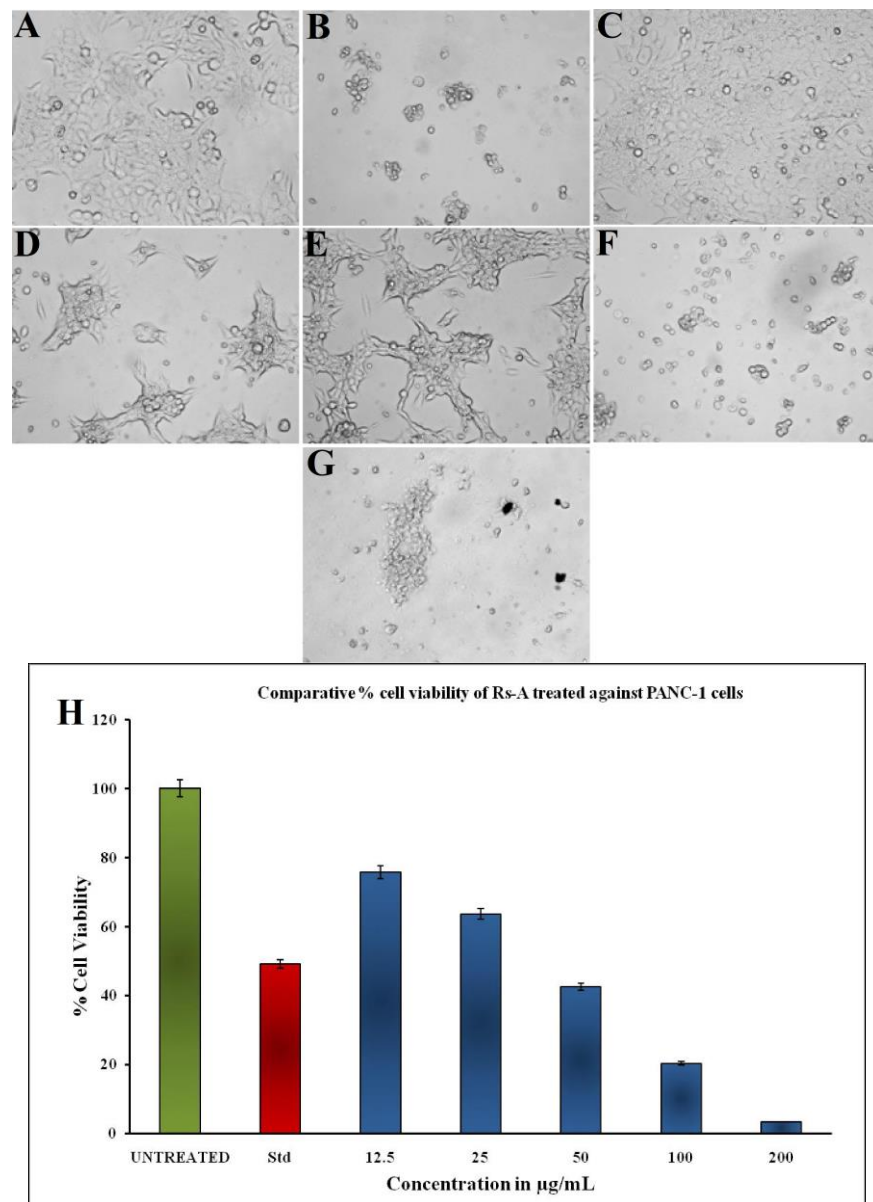 A
B
C
D
E
F
G
H
Comparative % cell viability of Rs-A treated against PANC-1 cells
120
100
80
60
40
20
0
% Cell Viability
UNTREATED Std 12.5 25 50 100 200
Concentration in µg/mL